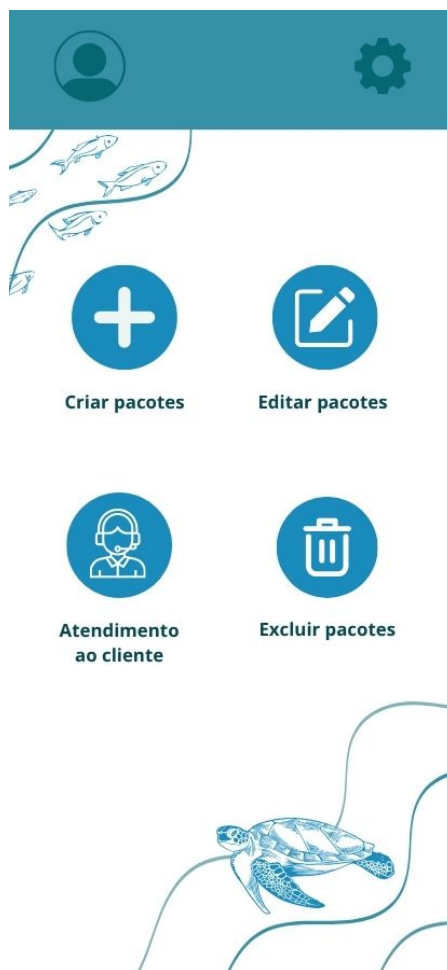 Criar pacotes
Editar pacotes
Atendimento
ao cliente
Excluir pacotes